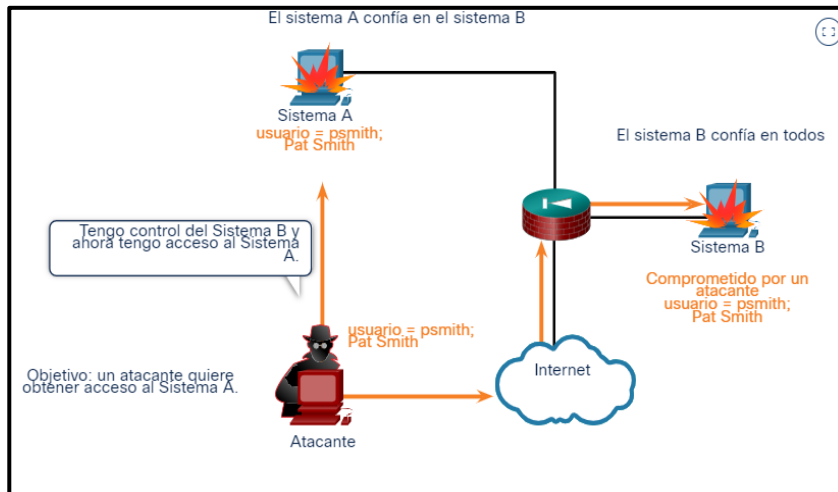 El sistema A confía en el sistema B
Sistema A
usuario = psmith;
Pat Smith
El sistema B confía en todos
Tengo control del Sistema B y
ahora tengo acceso al Sistema
A.
Sistema B
Comprometido por un
atacante
usuario = psmith;
Pat Smith
usuario = psmith;
Pat Smith
Internet
Objetivo: un atacante quiere
obtener acceso al Sistema A.
Atacante